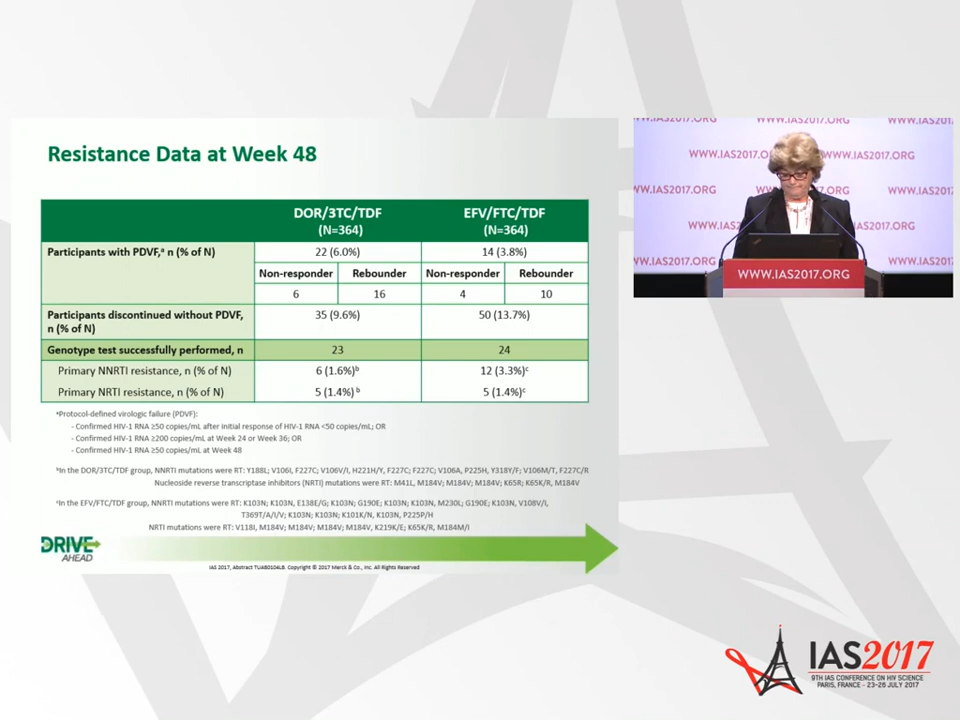 Resistance Data at Week 48
DOR/3TC/TDF
(N=364)
EFV/FTC/TDF
(N=364)
Participants with PDVF,ᵃ n (% of N)
22 (6.0%)
14 (3.8%)
Non-responder
Rebounder
Non-responder
Rebounder
6
16
4
10
Participants discontinued without PDVF,
n (% of N)
35 (9.6%)
50 (13.7%)
Genotype test successfully performed, n
23
24
Primary NNRTI resistance, n (% of N)
6 (1.6%)ᵇ
12 (3.3%)ᶜ
Primary NRTI resistance, n (% of N)
5 (1.4%) ᵇ
5 (1.4%)ᶜ
ᵃProtocol-defined virologic failure (PDVF):
- Confirmed HIV-1 RNA ≥50 copies/mL after initial response of HIV-1 RNA <50 copies/mL; OR
- Confirmed HIV-1 RNA ≥200 copies/mL at Week 24 or Week 36; OR
- Confirmed HIV-1 RNA ≥50 copies/mL at Week 48
ᵇIn the DOR/3TC/TDF group, NNRTI mutations were RT: Y188L; V106I, F227C; V106V/I, H221H/Y, F227C; F227C; V106A, P225H, Y318Y/F; V106M/T, F227C/R
Nucleoside reverse transcriptase inhibitors (NRTI) mutations were RT: M41L, M184V; M184V; M184V; K65R; K65K/R, M184V
ᶜIn the EFV/FTC/TDF group, NNRTI mutations were RT: K103N; K103N, E138E/G; K103N; G190E; K103N; K103N, M230L; G190E; K103N, V108V/I,
T369T/A/I/V; K103N; K103N; K101K/N, K103N, P225P/H
NRTI mutations were RT: V118I, M184V; M184V; M184V; M184V, K219K/E; K65K/R, M184M/I
DRIVE
AHEAD
IAS 2017, Abstract TUAB0104LB. Copyright © 2017 Merck & Co., Inc. All Rights Reserved
WWW.IAS2017.ORG
WWW.IAS2017.ORG
WWW.IAS2017.ORG
WWW.IAS2017.ORG
WWW.IAS2017.ORG
IAS2017
9TH IAS CONFERENCE ON HIV SCIENCE
PARIS, FRANCE - 23-26 JULY 2017